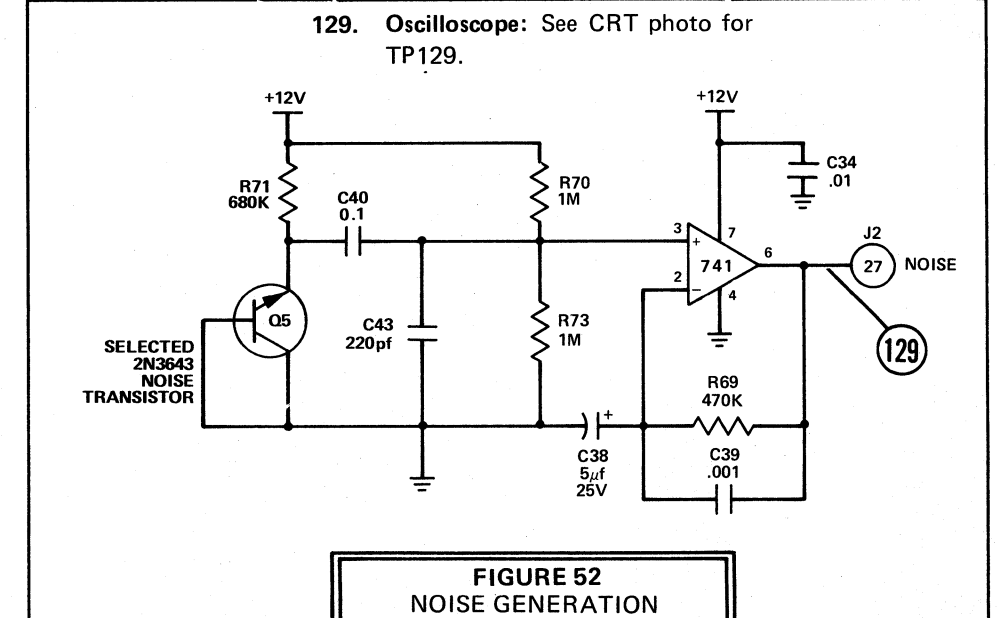 129. Oscilloscope: See CRT photo for
TP129.
+12V
+12V
R71
680K
C40
0.1
R70
1M
C34
.01
3
+
7
741
6
2
−
4
J2
27
NOISE
Q5
C43
220pf
R73
1M
129
SELECTED
2N3643
NOISE
TRANSISTOR
R69
470K
+
C38
5µf
25V
C39
.001
FIGURE 52
NOISE GENERATION